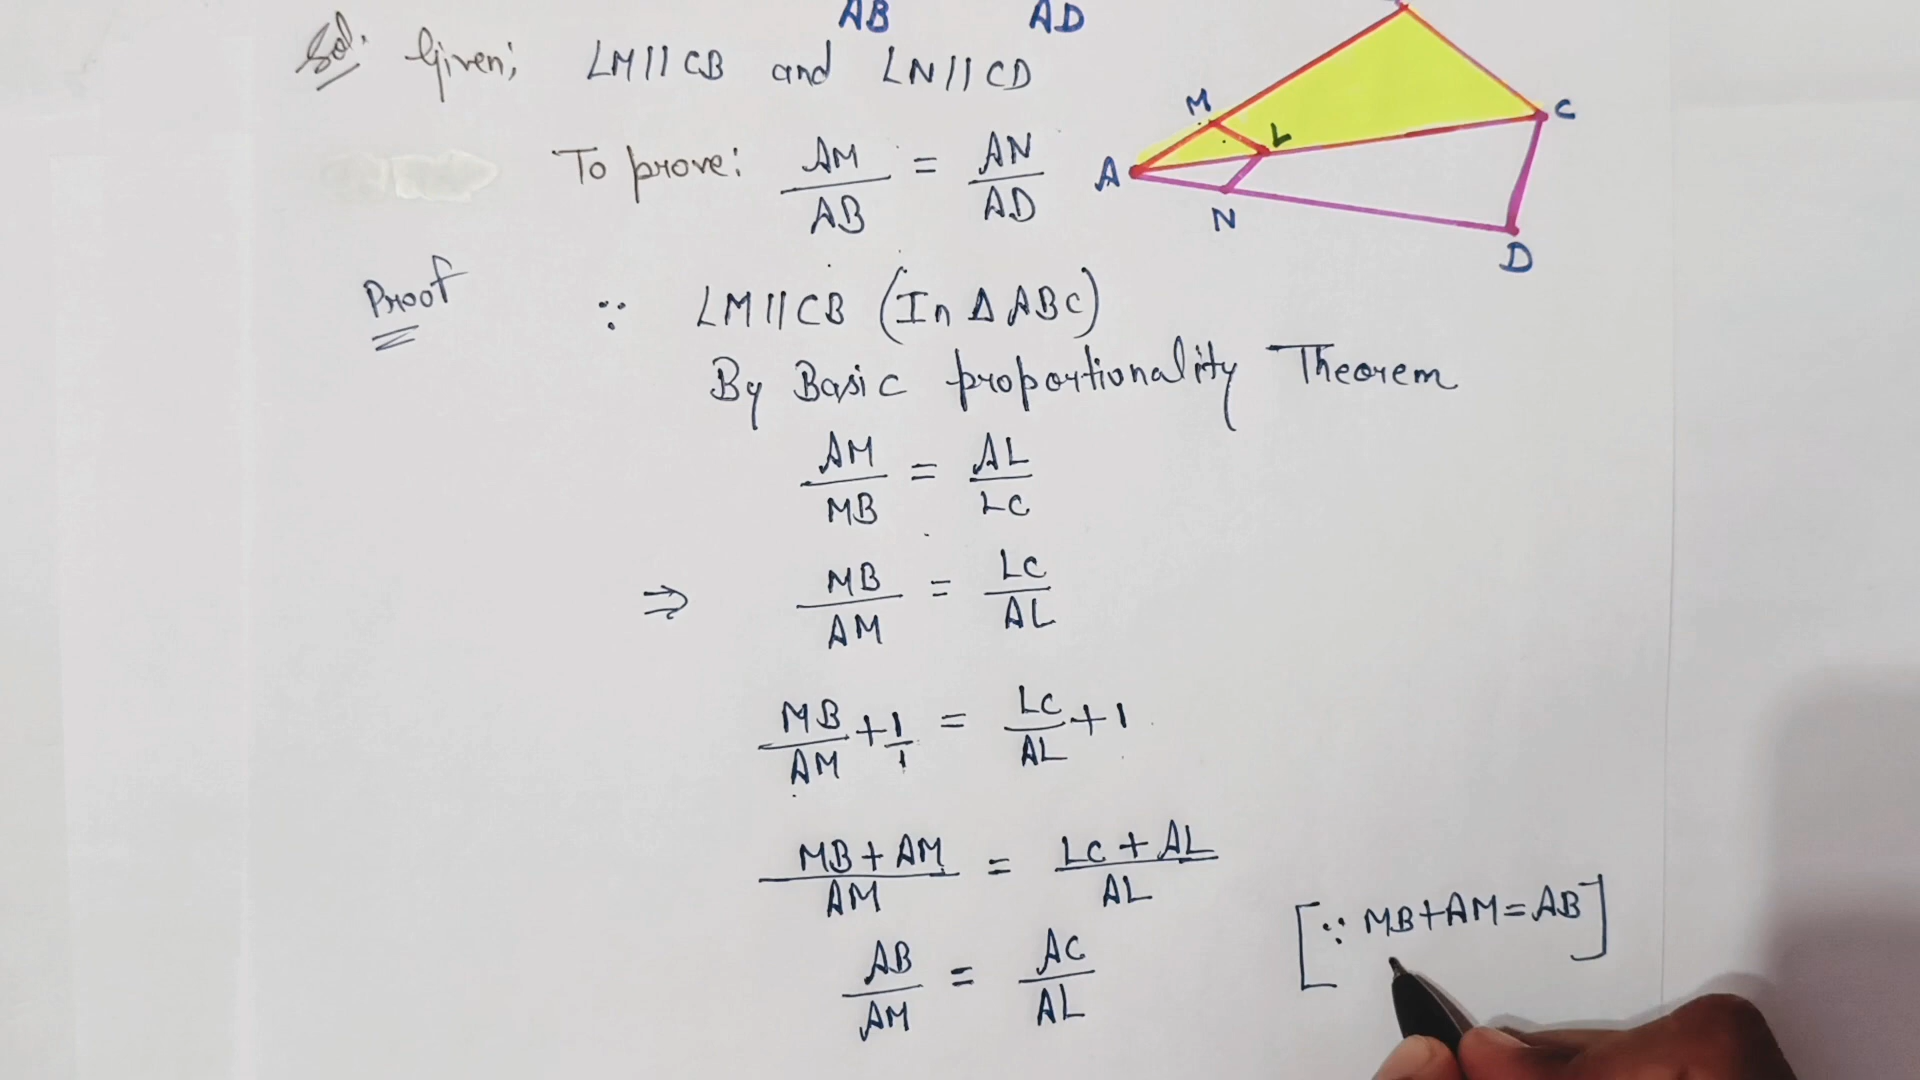 AB AD
Sol. Given; LM||CB and LN||CD
To prove: AM/AB = AN/AD
M C
L
A
N
D
Proof ∵ LM||CB (In Δ ABC)
By Basic proportionality Theorem
AM/MB = AL/LC
⇒ MB/AM = LC/AL
MB/AM + 1/1 = LC/AL + 1
MB + AM/AM = LC + AL/AL
[∵ MB+AM=AB]
AB/AM = AC/AL